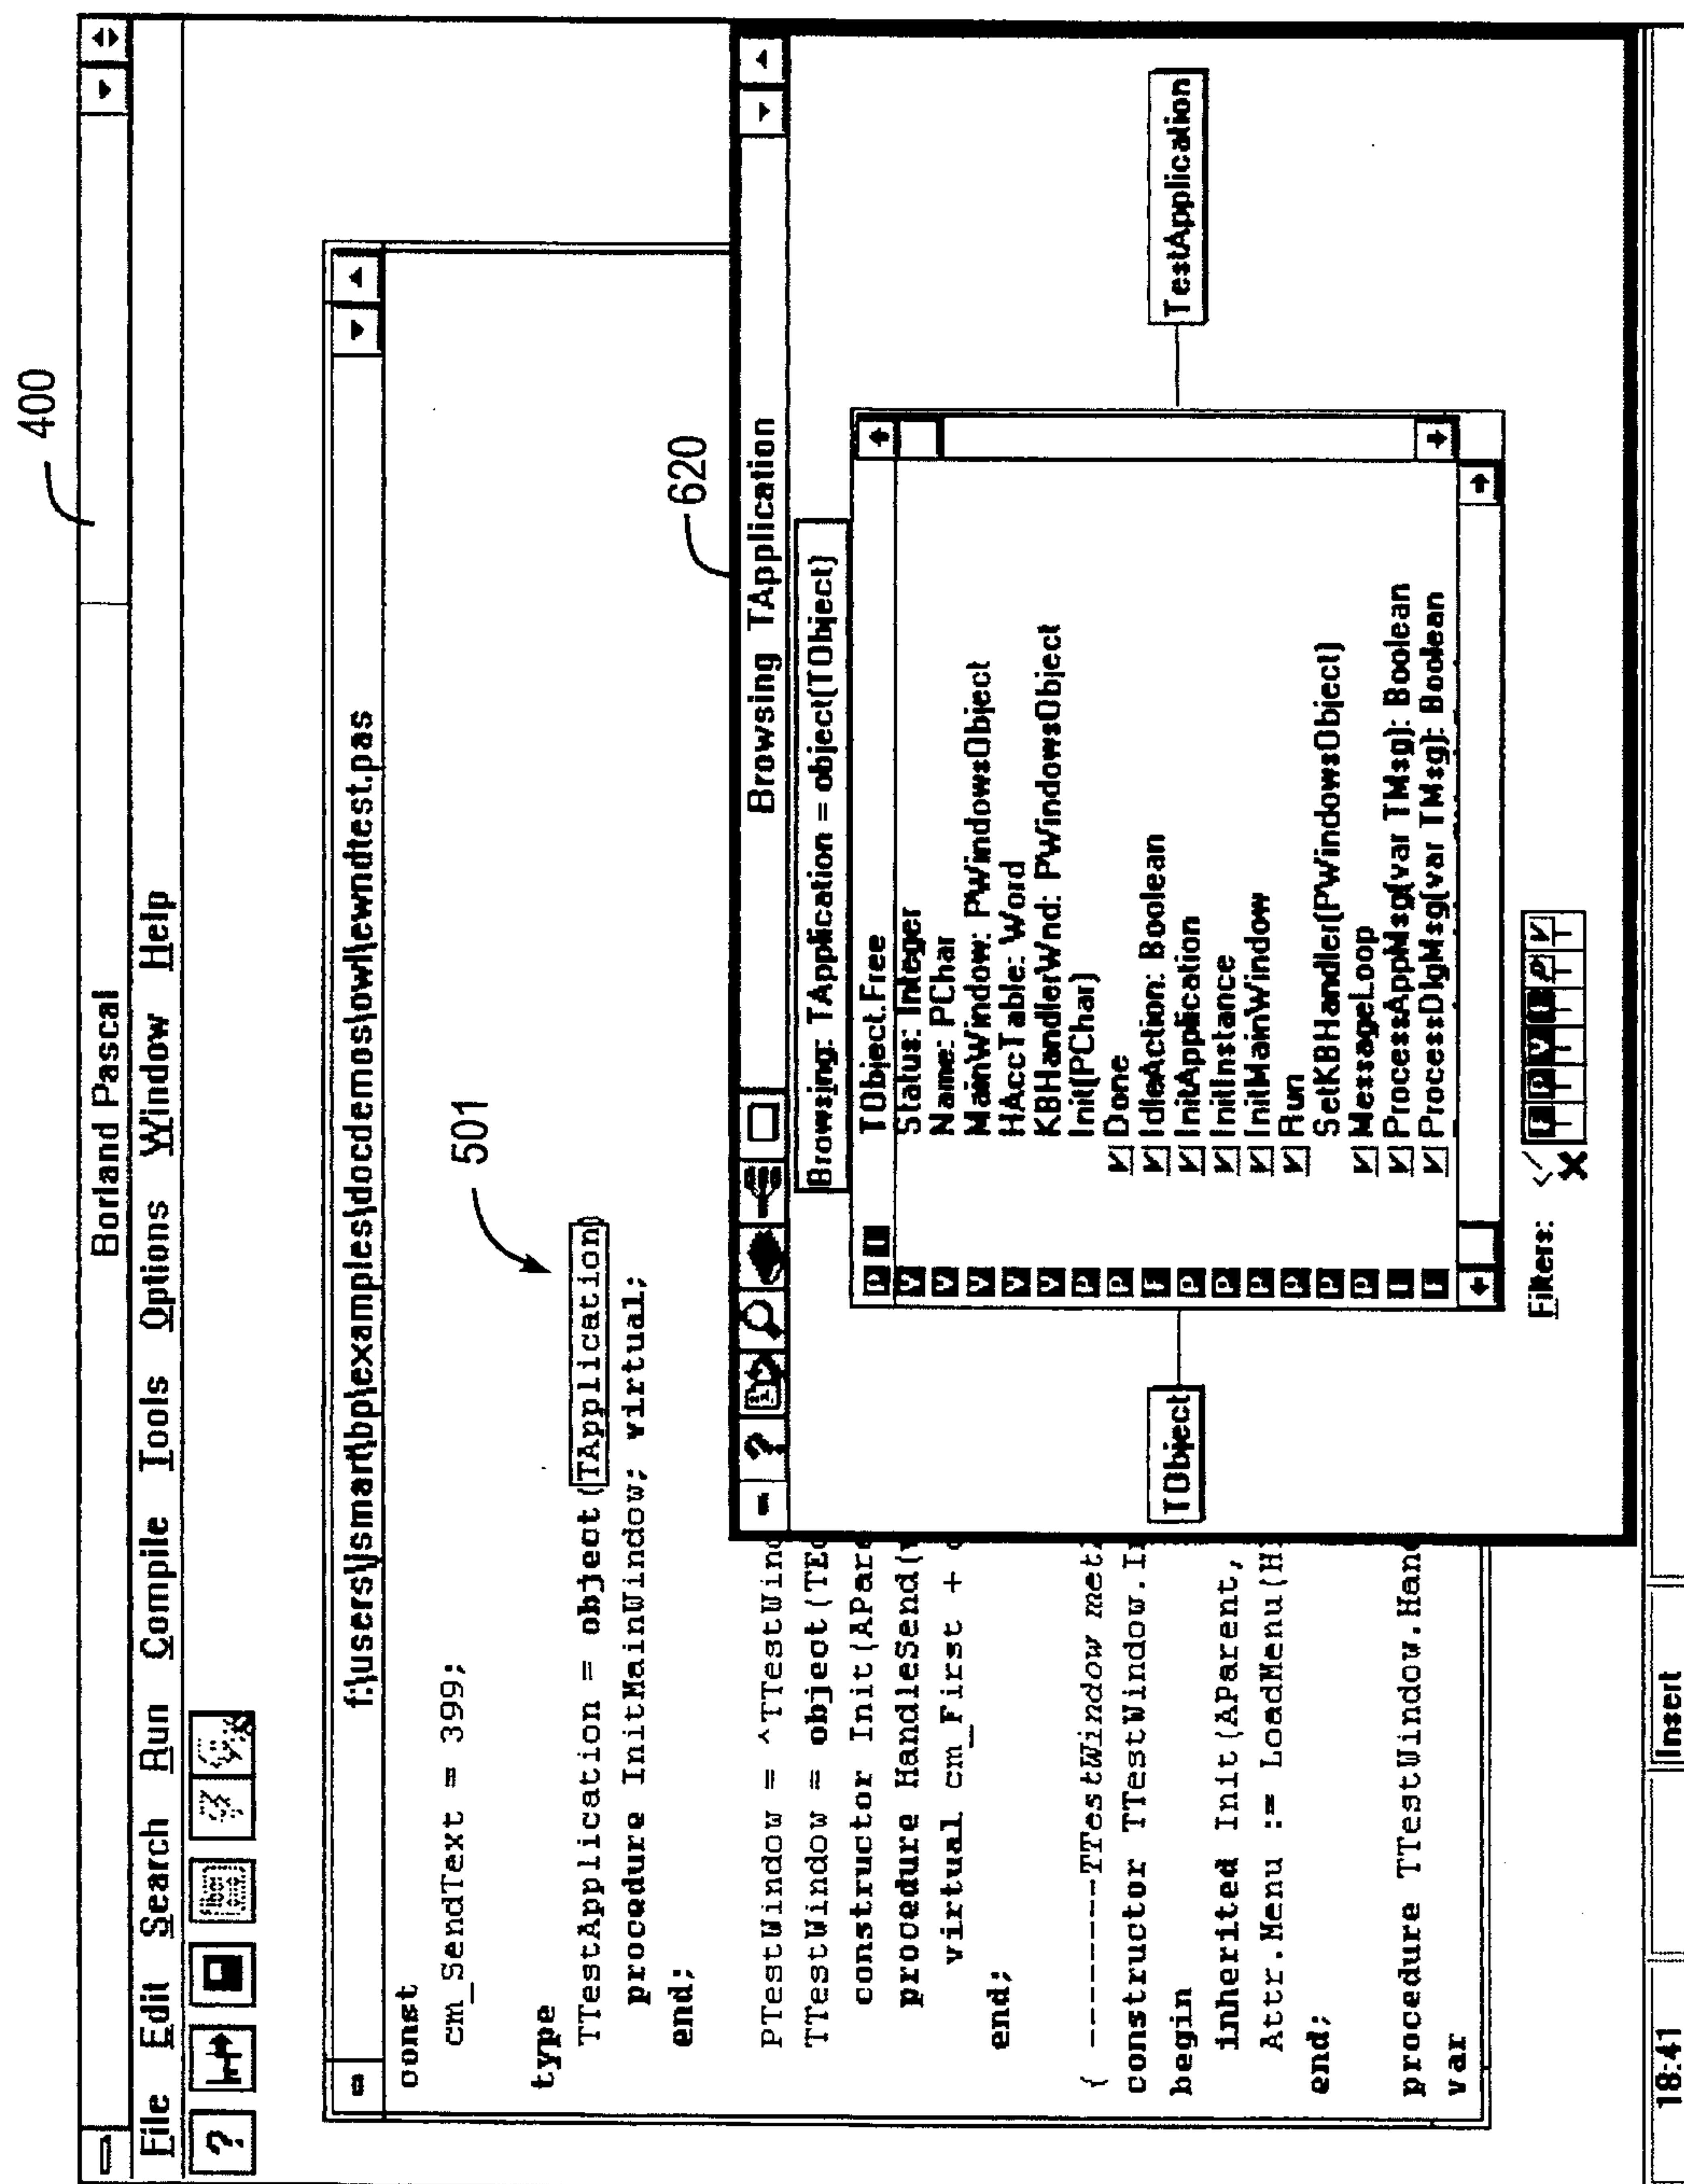 400
Borland Pascal
File Edit Search Run Compile Tools Options Window Help
?
f:\users\jsmart\bp\examples\docdemos\owl\ewndtest.pas
const
cm_SendText = 399;
501
type
TTestApplication = object(TApplication)
procedure InitMainWindow; virtual;
end;
PTestWindow = ^TTestWind
TTestWindow = object(TEd
constructor Init(APare
procedure HandleSend(v
virtual cm_First + c
end;
{ --------TTestWindow met
constructor TTestWindow.In
begin
inherited Init(AParent,
Attr.Menu := LoadMenu(H
end;
procedure TTestWindow.Hand
var
620
? Browsing TApplication
Browsing: TApplication = object(TObject)
TObject
TestApplication
P I TObject.Free
V Status: Integer
V Name: PChar
V MainWindow: PWindowsObject
V HAccTable: Word
V KBHandlerWnd: PWindowsObject
P Init(PChar)
P V Done
F V IdleAction: Boolean
P V InitApplication
P V InitInstance
P V InitMainWindow
P V Run
P SetKBHandler(PWindowsObject)
P V MessageLoop
V ProcessAppMsg(var TMsg): Boolean
V ProcessDlgMsg(var TMsg): Boolean
Filters:
18:41 Insert